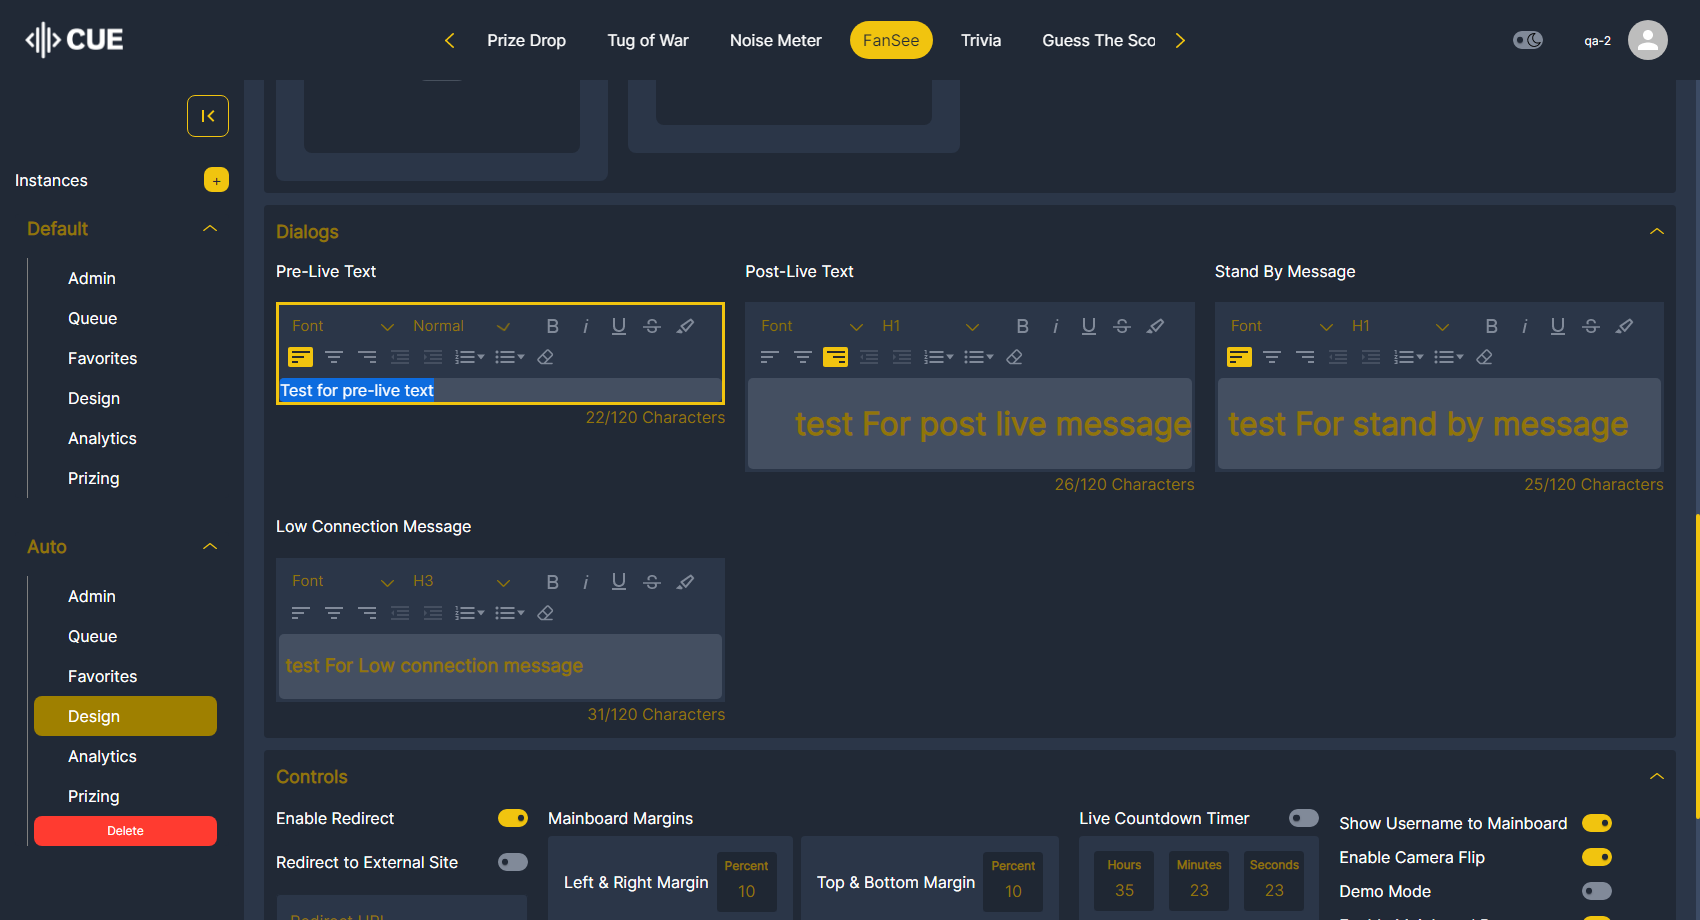 CUE
Prize Drop
Tug of War
Noise Meter
FanSee
Trivia
Guess The Sco
qa-2
Instances
+
Default
Admin
Queue
Favorites
Design
Analytics
Prizing
Auto
Admin
Queue
Favorites
Design
Analytics
Prizing
Delete
Dialogs
Pre-Live Text
Font
Normal
B
i
U
S
Test for pre-live text
22/120 Characters
Post-Live Text
Font
H1
B
i
U
S
test For post live message
26/120 Characters
Stand By Message
Font
H1
B
i
U
S
test For stand by message
25/120 Characters
Low Connection Message
Font
H3
B
i
U
S
test For Low connection message
31/120 Characters
Controls
Enable Redirect
Redirect to External Site
Redirect URL
Mainboard Margins
Left & Right Margin
Percent
10
Top & Bottom Margin
Percent
10
Live Countdown Timer
Hours
35
Minutes
23
Seconds
23
Show Username to Mainboard
Enable Camera Flip
Demo Mode